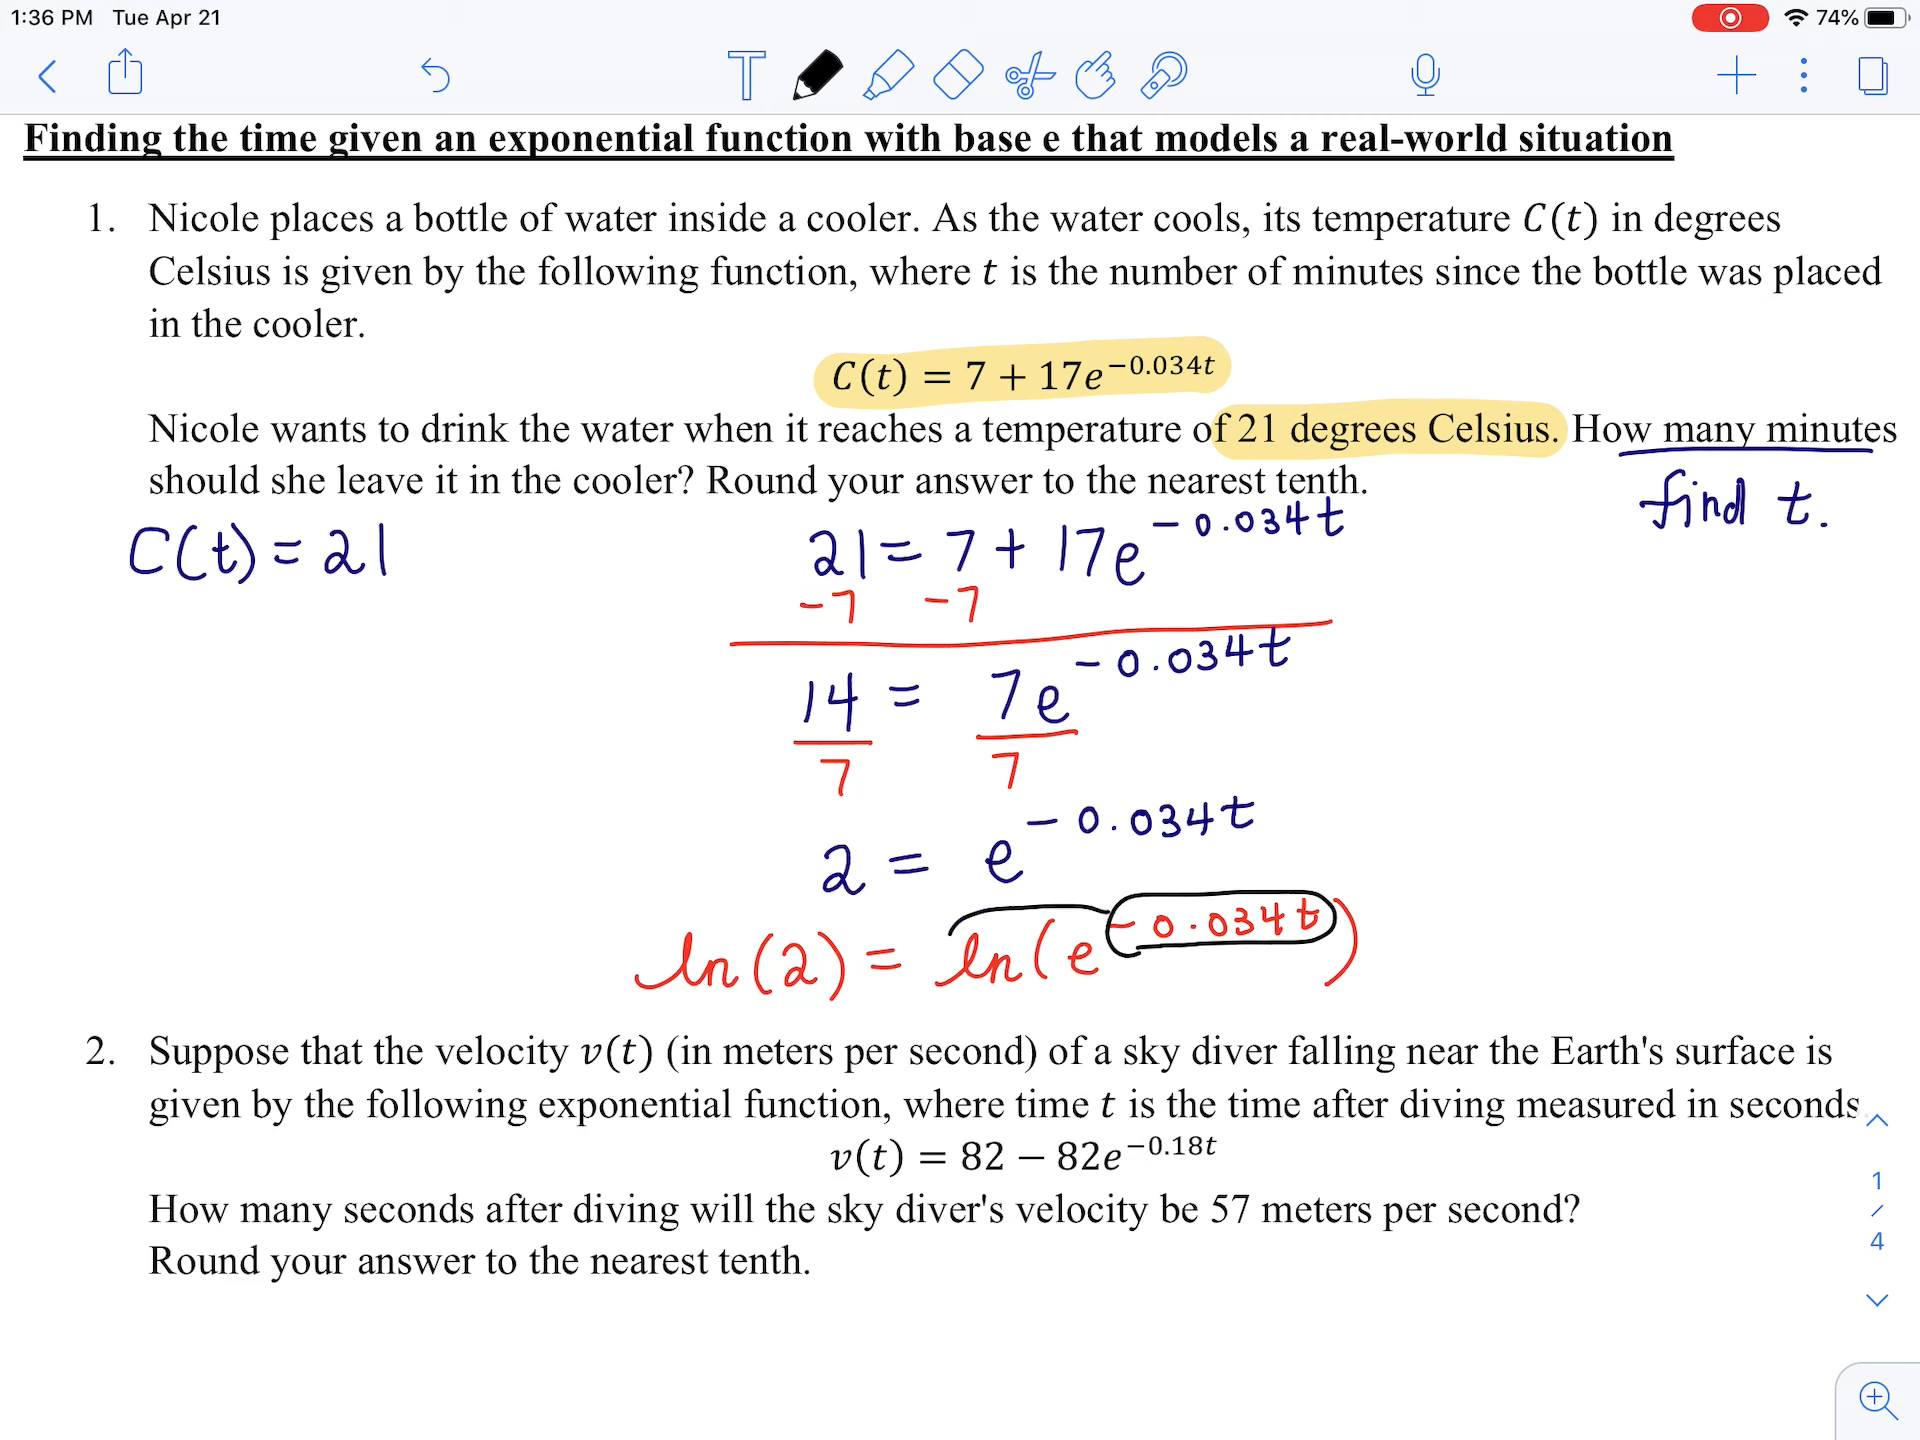 1:36 PM Tue Apr 21 74%
T
Finding the time given an exponential function with base e that models a real-world situation
1. Nicole places a bottle of water inside a cooler. As the water cools, its temperature C(t) in degrees
Celsius is given by the following function, where t is the number of minutes since the bottle was placed
in the cooler.
C(t) = 7 + 17e^{-0.034t}
Nicole wants to drink the water when it reaches a temperature of 21 degrees Celsius. How many minutes
should she leave it in the cooler? Round your answer to the nearest tenth.
find t.
C(t) = 21
21 = 7 + 17e^{-0.034t}
-7 -7
14 = 7e^{-0.034t}
7 7
2 = e^{-0.034t}
ln(2) = ln(e^{-0.034t})
2. Suppose that the velocity v(t) (in meters per second) of a sky diver falling near the Earth's surface is
given by the following exponential function, where time t is the time after diving measured in seconds.
v(t) = 82 − 82e^{-0.18t}
How many seconds after diving will the sky diver's velocity be 57 meters per second?
Round your answer to the nearest tenth.
1
/
4